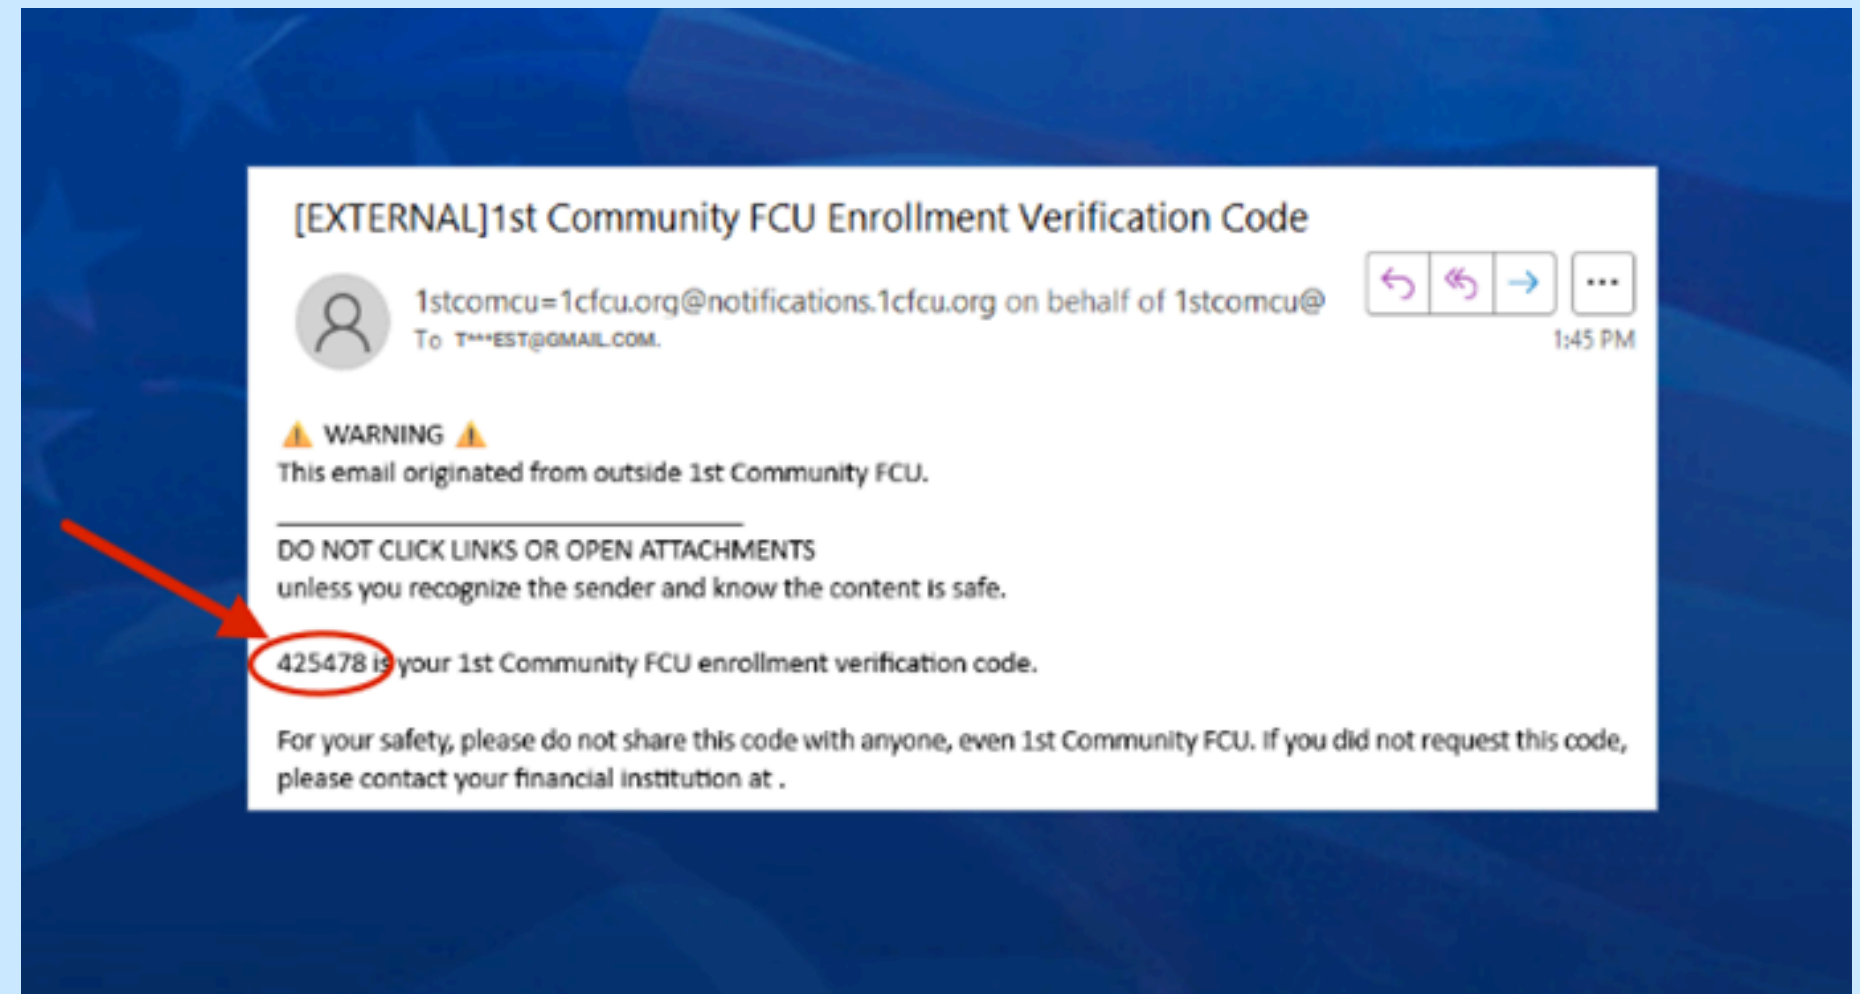 [EXTERNAL]1st Community FCU Enrollment Verification Code
1stcomcu=1cfcu.org@notifications.1cfcu.org on behalf of 1stcomcu@
To T***EST@GMAIL.COM.
1:45 PM
⚠ WARNING ⚠
This email originated from outside 1st Community FCU.
DO NOT CLICK LINKS OR OPEN ATTACHMENTS
unless you recognize the sender and know the content is safe.
425478 is your 1st Community FCU enrollment verification code.
For your safety, please do not share this code with anyone, even 1st Community FCU. If you did not request this code,
please contact your financial institution at .